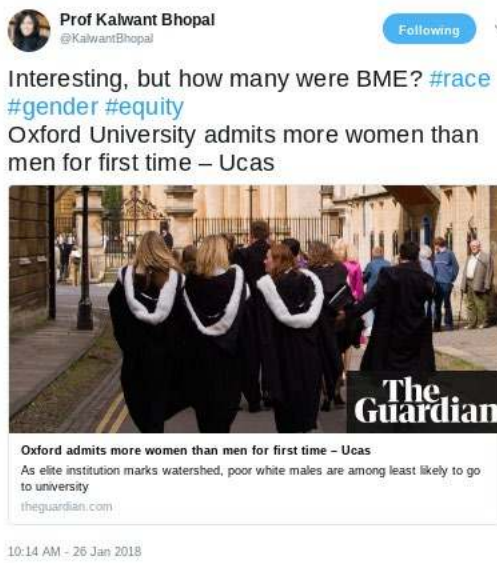 Prof Kalwant Bhopal
@KalwantBhopal
Following
Interesting, but how many were BME? #race
#gender #equity
Oxford University admits more women than
men for first time – Ucas
The
Guardian
Oxford admits more women than men for first time – Ucas
As elite institution marks watershed, poor white males are among least likely to go
to university
theguardian.com
10:14 AM - 26 Jan 2018